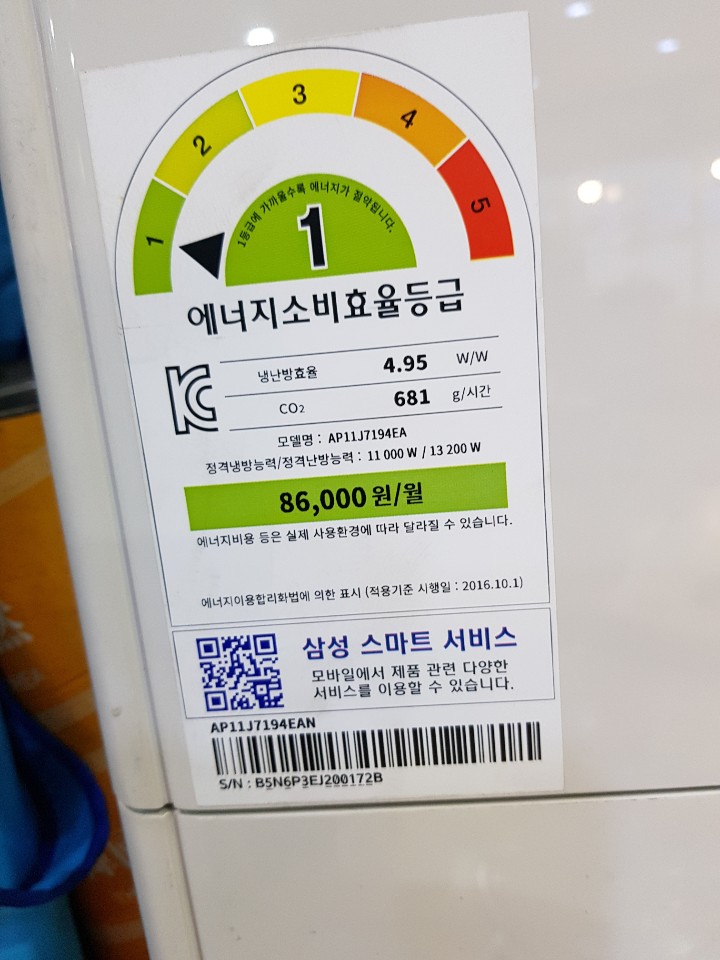 1
2
3
4
5
1등급에 가까울수록 에너지가 절약됩니다.
1
에너지소비효율등급
냉난방효율 4.95 W/W
CO₂ 681 g/시간
모델명 : AP11J7194EA
정격냉방능력/정격난방능력 : 11 000 W / 13 200 W
86,000 원/월
에너지비용 등은 실제 사용환경에 따라 달라질 수 있습니다.
에너지이용합리화법에 의한 표시 (적용기준 시행일 : 2016.10.1)
삼성 스마트 서비스
모바일에서 제품 관련 다양한
서비스를 이용할 수 있습니다.
AP11J7194EAN
S/N : B5N6P3EJ200172B